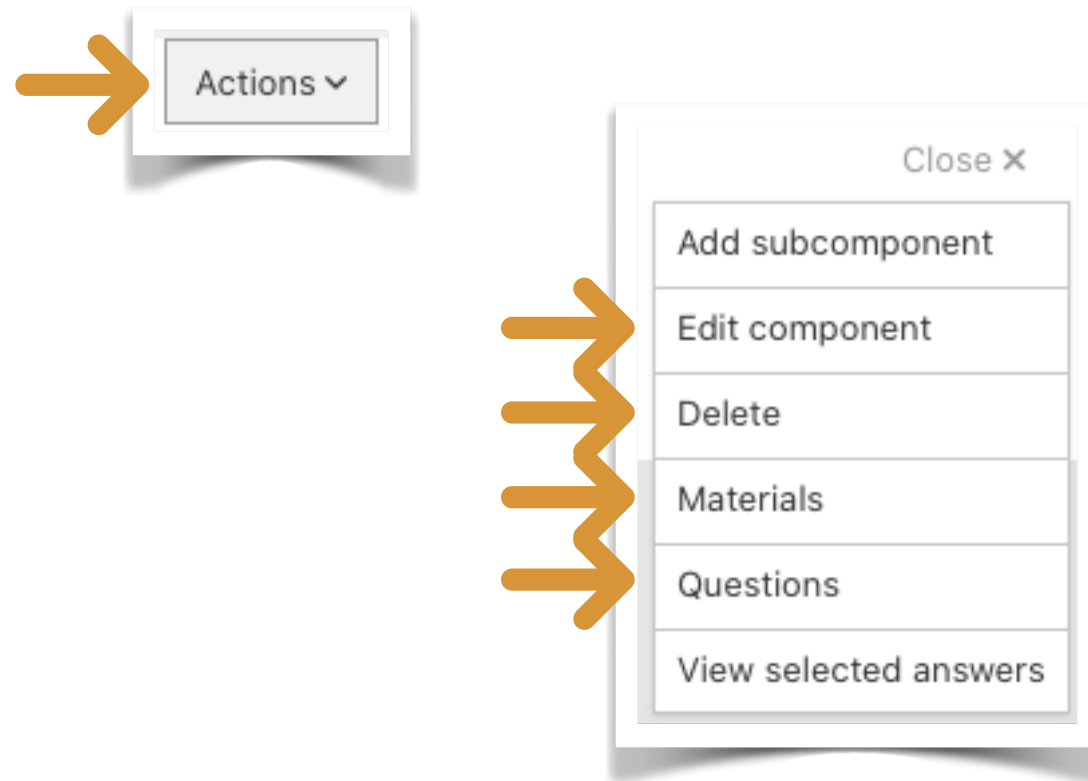 Actions
Close
Add subcomponent
Edit component
Delete
Materials
Questions
View selected answers